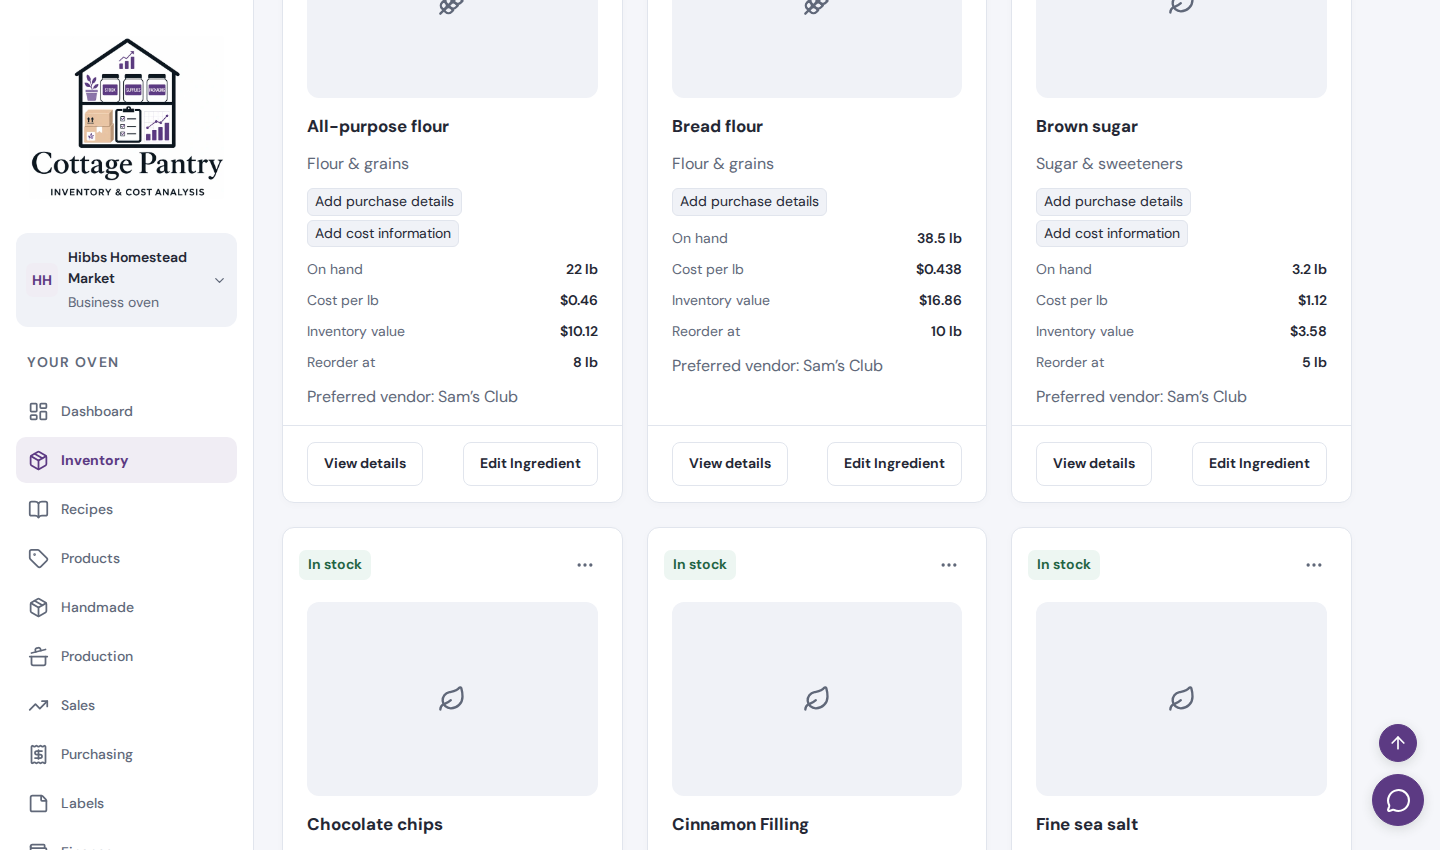 STOCK
SUPPLIES
PACKAGING
Cottage Pantry
INVENTORY & COST ANALYSIS
HH
Hibbs Homestead
Market
Business oven
YOUR OVEN
Dashboard
Inventory
Recipes
Products
Handmade
Production
Sales
Purchasing
Labels
All-purpose flour
Flour & grains
Add purchase details
Add cost information
On hand 22 lb
Cost per lb $0.46
Inventory value $10.12
Reorder at 8 lb
Preferred vendor: Sam’s Club
View details Edit Ingredient
Bread flour
Flour & grains
Add purchase details
On hand 38.5 lb
Cost per lb $0.438
Inventory value $16.86
Reorder at 10 lb
Preferred vendor: Sam’s Club
View details Edit Ingredient
Brown sugar
Sugar & sweeteners
Add purchase details
Add cost information
On hand 3.2 lb
Cost per lb $1.12
Inventory value $3.58
Reorder at 5 lb
Preferred vendor: Sam’s Club
View details Edit Ingredient
In stock
Chocolate chips
In stock
Cinnamon Filling
In stock
Fine sea salt